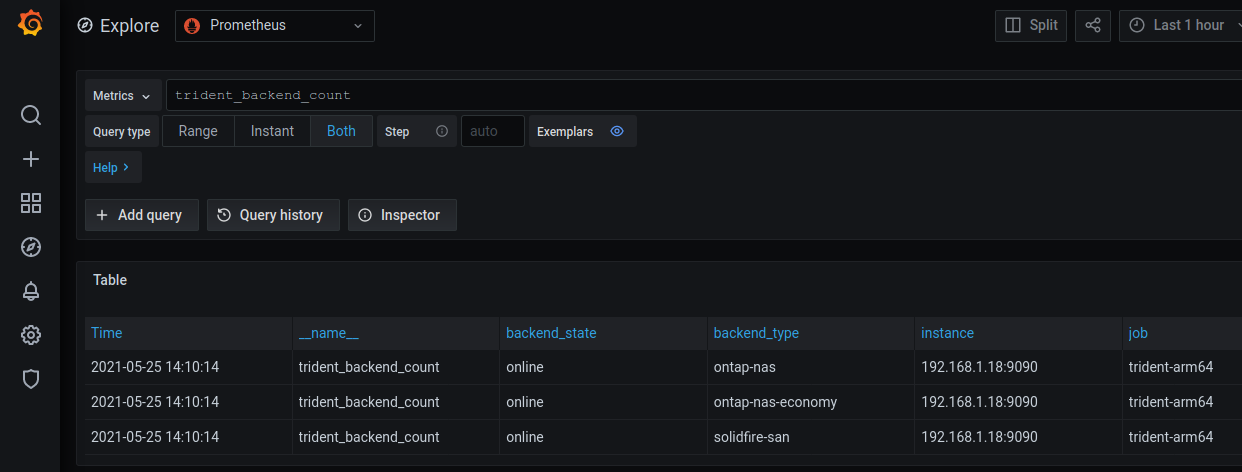 Explore Prometheus Split Last 1 hour
Metrics trident_backend_count
Query type Range Instant Both Step auto Exemplars
Help
Add query Query history Inspector
Table
Time __name__ backend_state backend_type instance job
2021-05-25 14:10:14 trident_backend_count online ontap-nas 192.168.1.18:9090 trident-arm64
2021-05-25 14:10:14 trident_backend_count online ontap-nas-economy 192.168.1.18:9090 trident-arm64
2021-05-25 14:10:14 trident_backend_count online solidfire-san 192.168.1.18:9090 trident-arm64